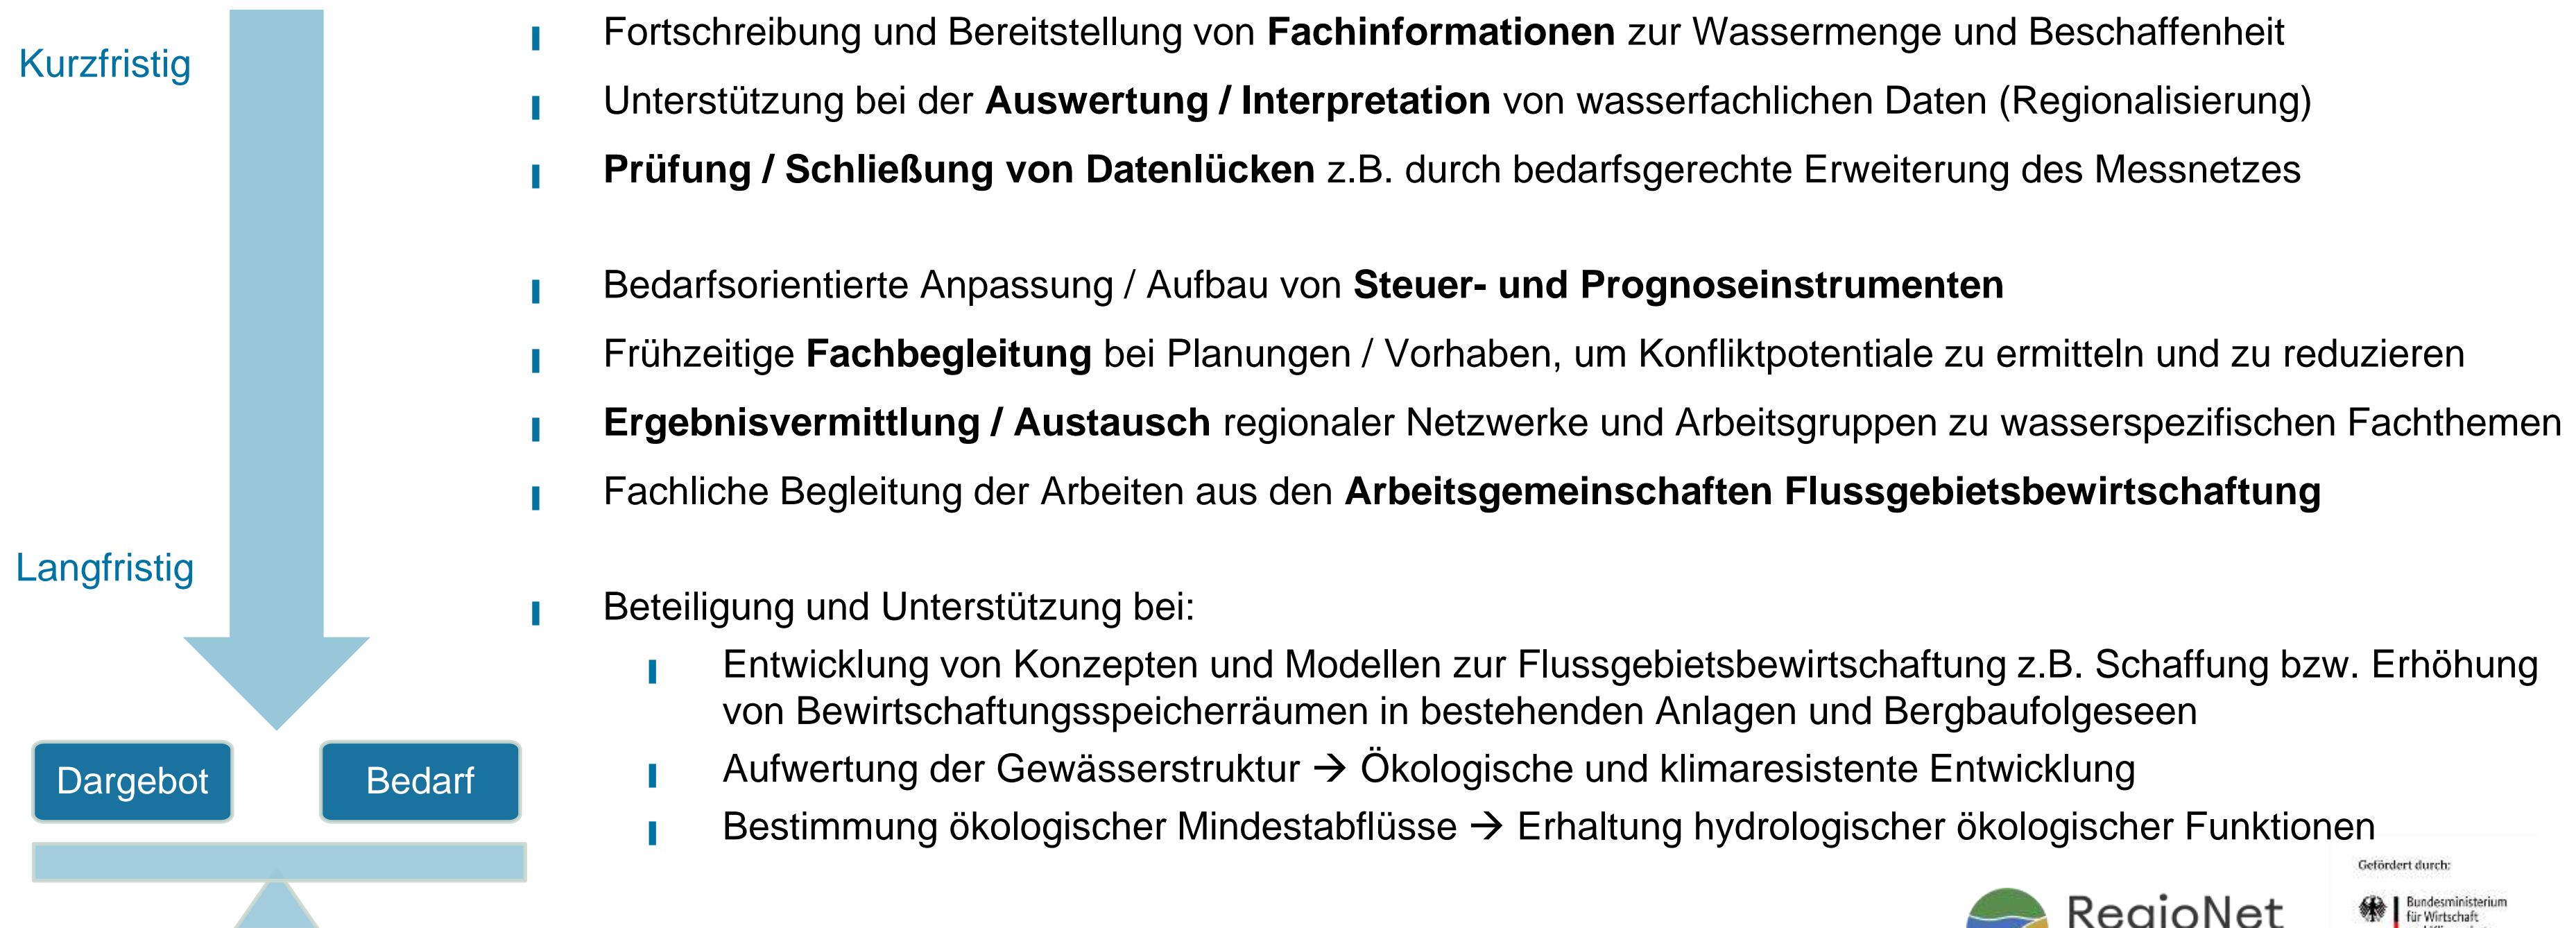 Kurzfristig
Fortschreibung und Bereitstellung von Fachinformationen zur Wassermenge und Beschaffenheit
Unterstützung bei der Auswertung / Interpretation von wasserfachlichen Daten (Regionalisierung)
Prüfung / Schließung von Datenlücken z.B. durch bedarfsgerechte Erweiterung des Messnetzes
Bedarfsorientierte Anpassung / Aufbau von Steuer- und Prognoseinstrumenten
Frühzeitige Fachbegleitung bei Planungen / Vorhaben, um Konfliktpotentiale zu ermitteln und zu reduzieren
Ergebnisvermittlung / Austausch regionaler Netzwerke und Arbeitsgruppen zu wasserspezifischen Fachthemen
Fachliche Begleitung der Arbeiten aus den Arbeitsgemeinschaften Flussgebietsbewirtschaftung
Langfristig
Beteiligung und Unterstützung bei:
Entwicklung von Konzepten und Modellen zur Flussgebietsbewirtschaftung z.B. Schaffung bzw. Erhöhung
von Bewirtschaftungsspeicherräumen in bestehenden Anlagen und Bergbaufolgeseen
Aufwertung der Gewässerstruktur → Ökologische und klimaresistente Entwicklung
Bestimmung ökologischer Mindestabflüsse → Erhaltung hydrologischer ökologischer Funktionen
Dargebot
Bedarf
RegioNet
Gefördert durch:
Bundesministerium
für Wirtschaft